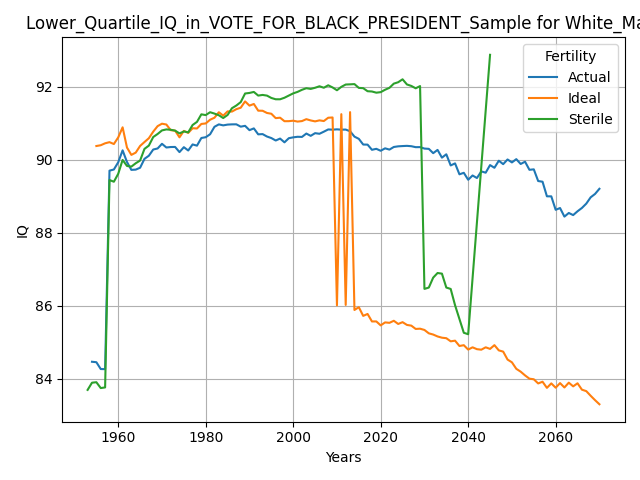 Lower_Quartile_IQ_in_VOTE_FOR_BLACK_PRESIDENT_Sample for White_Ma
Fertility
Actual
Ideal
Sterile
IQ
92
90
88
86
84
1960 1980 2000 2020 2040 2060
Years